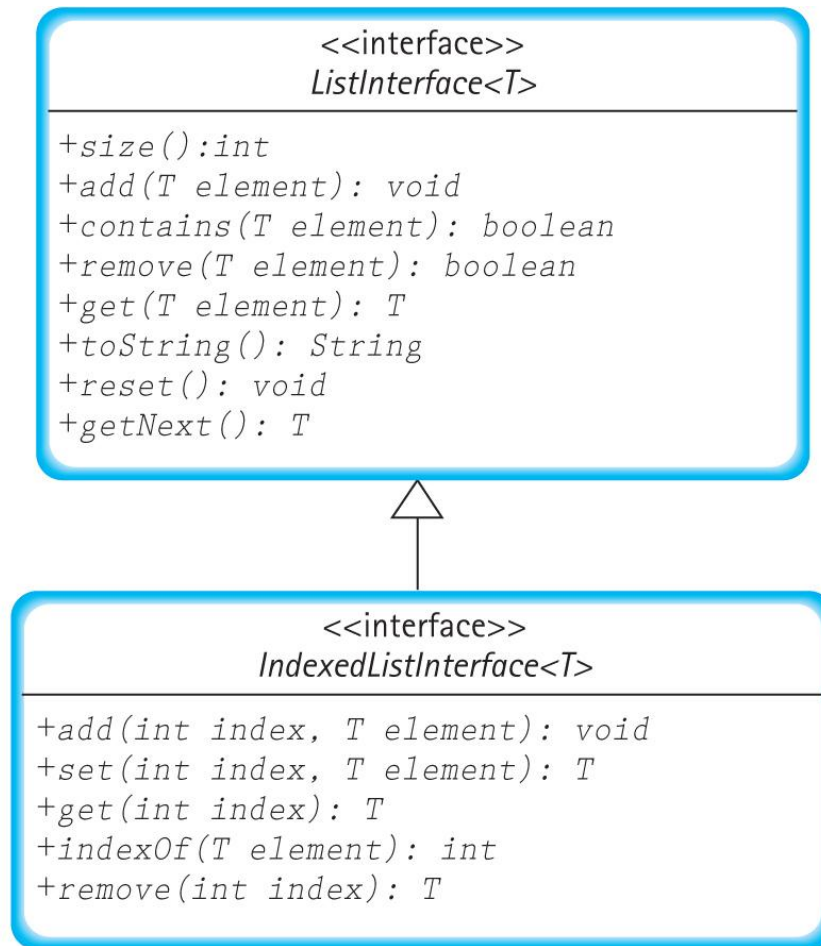 <<interface>>
ListInterface<T>
+size():int
+add(T element): void
+contains(T element): boolean
+remove(T element): boolean
+get(T element): T
+toString(): String
+reset(): void
+getNext(): T
<<interface>>
IndexedListInterface<T>
+add(int index, T element): void
+set(int index, T element): T
+get(int index): T
+indexOf(T element): int
+remove(int index): T